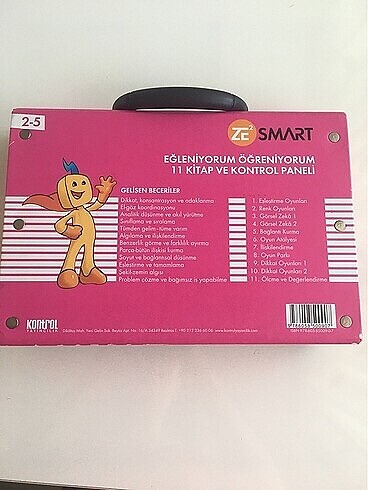 2-5
ZE² SMART
EĞLENİYORUM ÖĞRENİYORUM
11 KİTAP VE KONTROL PANELİ
GELİŞEN BECERİLER
Dikkat, konsantrasyon ve odaklanma
El-göz koordinasyonu
Analitik düşünme ve akıl yürütme
Sınıflama ve sıralama
Tümden gelim-tüme varım
Algılama ve ilişkilendirme
Benzerlik görme ve farklılık ayırma
Parça-bütün ilişkisi kurma
Soyut ve bağlantısal düşünme
Eşleştirme ve tamamlama
Şekil-zemin algısı
Problem çözme ve bağımsız iş yapabilme
1. Eşleştirme Oyunları
2. Renk Oyunları
3. Görsel Zekâ 1
4. Görsel Zekâ 2
5. Bağlantı Kurma
6. Oyun Atölyesi
7. İlişkilendirme
8. Oyun Parkı
9. Dikkat Oyunları 1
10. Dikkat Oyunları 2
11. Ölçme ve Değerlendirme
kontrol
YAYINCILIK